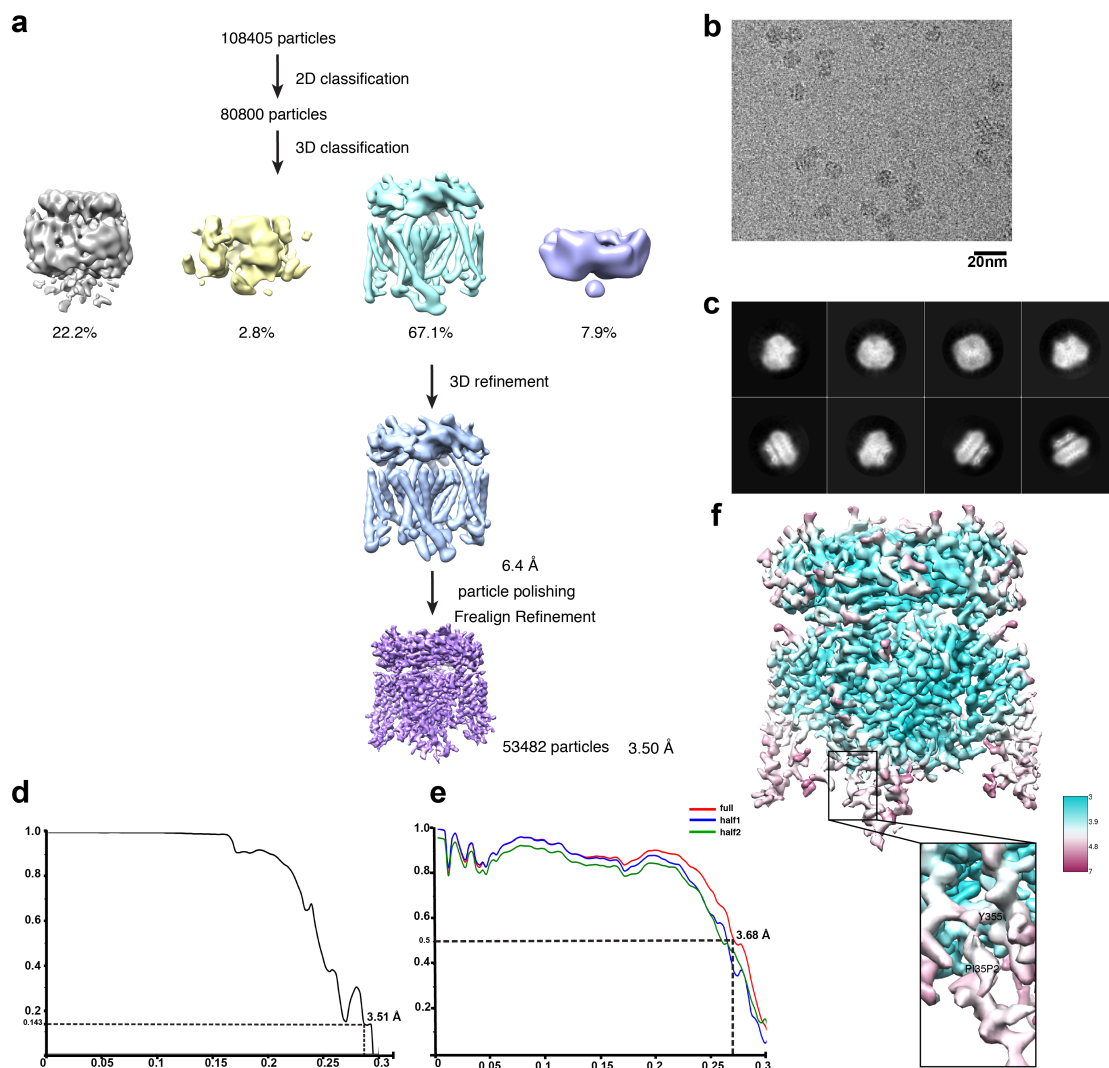 a
108405 particles
2D classification
80800 particles
3D classification
22.2%
2.8%
67.1%
7.9%
3D refinement
6.4 Å
particle polishing
Frealign Refinement
53482 particles 3.50 Å
b
20nm
c
d
1.0
0.8
0.6
0.4
0.2
0.143
3.51 Å
0
0.05
0.1
0.15
0.2
0.25
0.3
e
full
half1
half2
1.0
0.8
0.6
0.5
0.4
0.2
3.68 Å
0
0.05
0.1
0.15
0.2
0.25
0.3
f
3
3.9
4.8
7
Y355
PI35P2